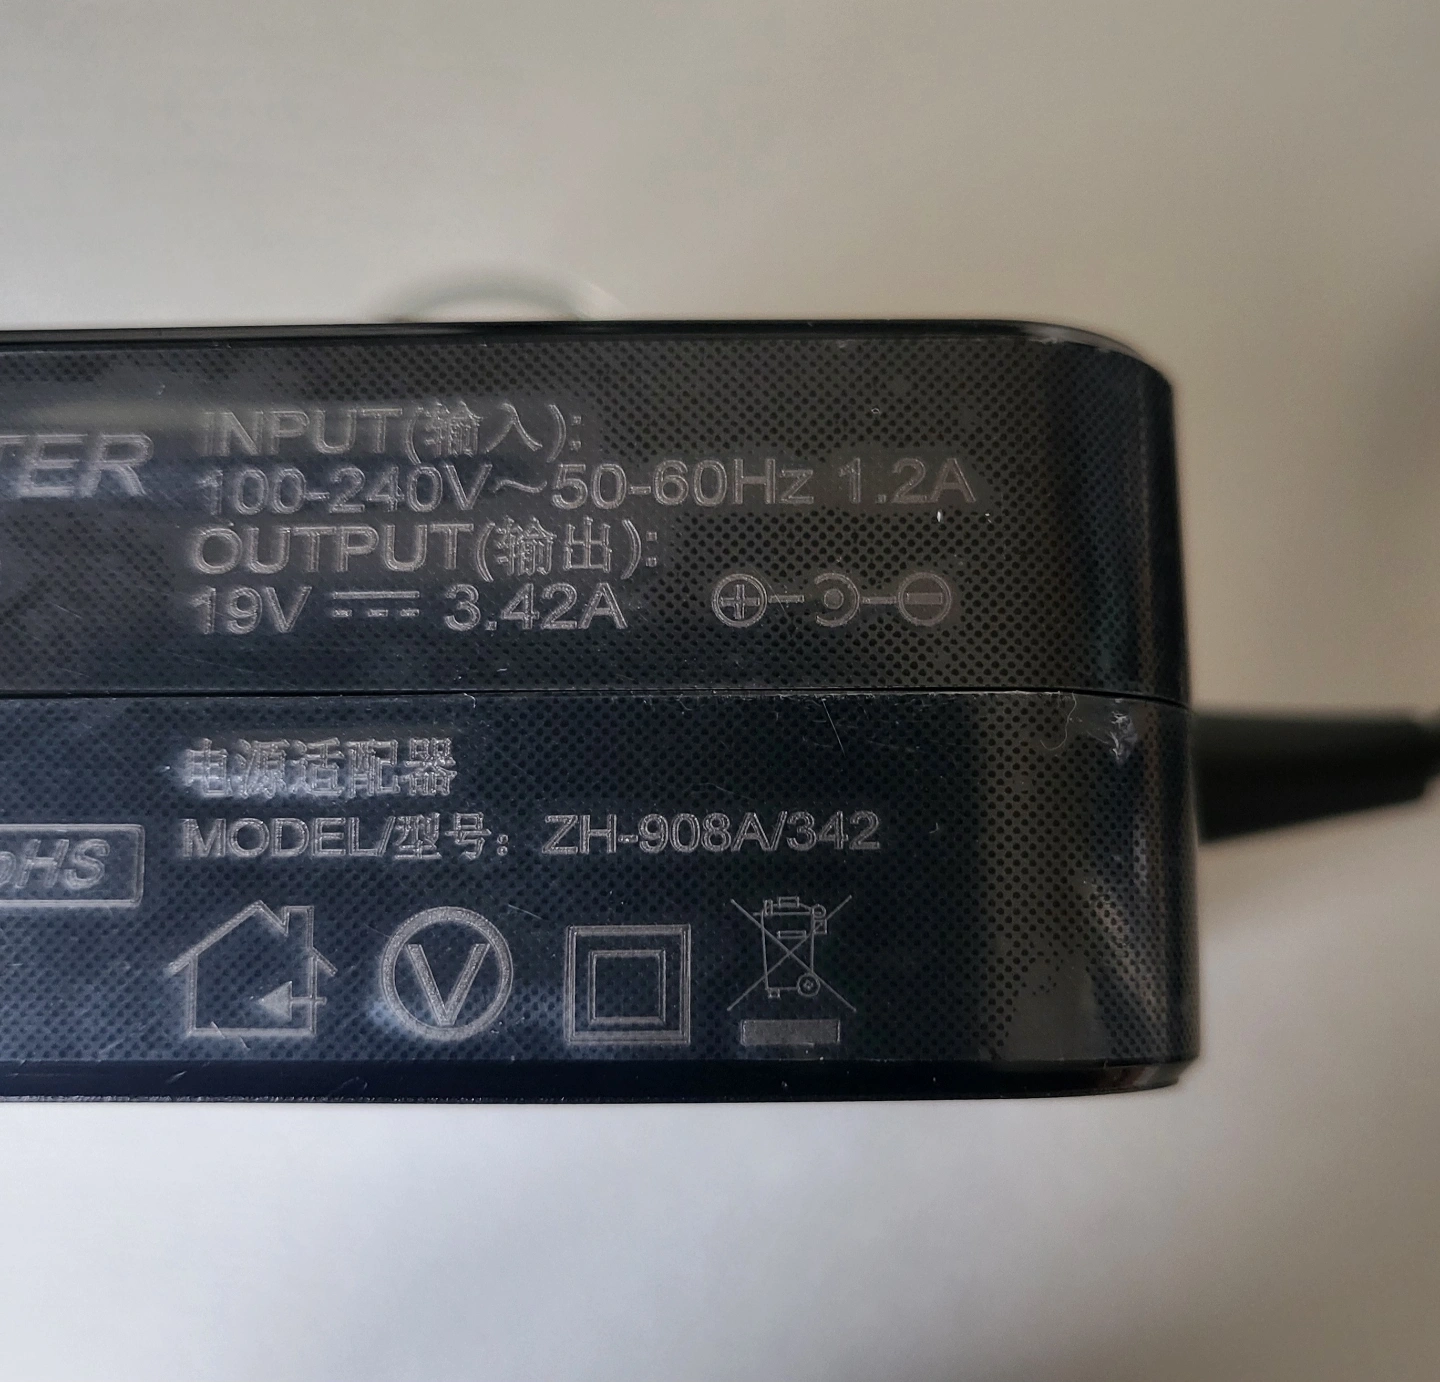 TER
INPUT(输入):
100-240V～50-60Hz 1.2A
OUTPUT(输出):
19V ⎓ 3.42A
电源适配器
MODEL/型号：ZH-908A/342
oHS
V